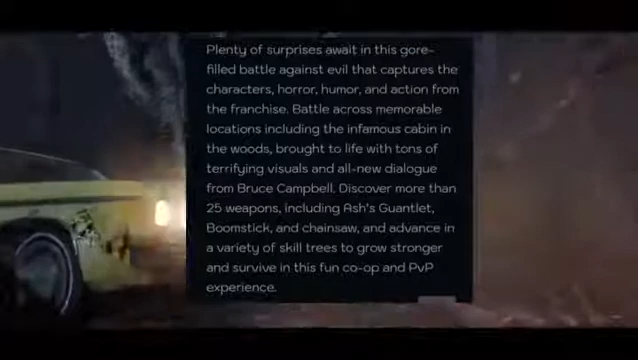 Plenty of surprises await in this gore-
filled battle against evil that captures the
characters, horror, humor, and action from
the franchise. Battle across memorable
locations including the infamous cabin in
the woods, brought to life with tons of
terrifying visuals and all-new dialogue
from Bruce Campbell. Discover more than
25 weapons, including Ash's Guantlet,
Boomstick, and chainsaw, and advance in
a variety of skill trees to grow stronger
and survive in this fun co-op and PvP
experience.